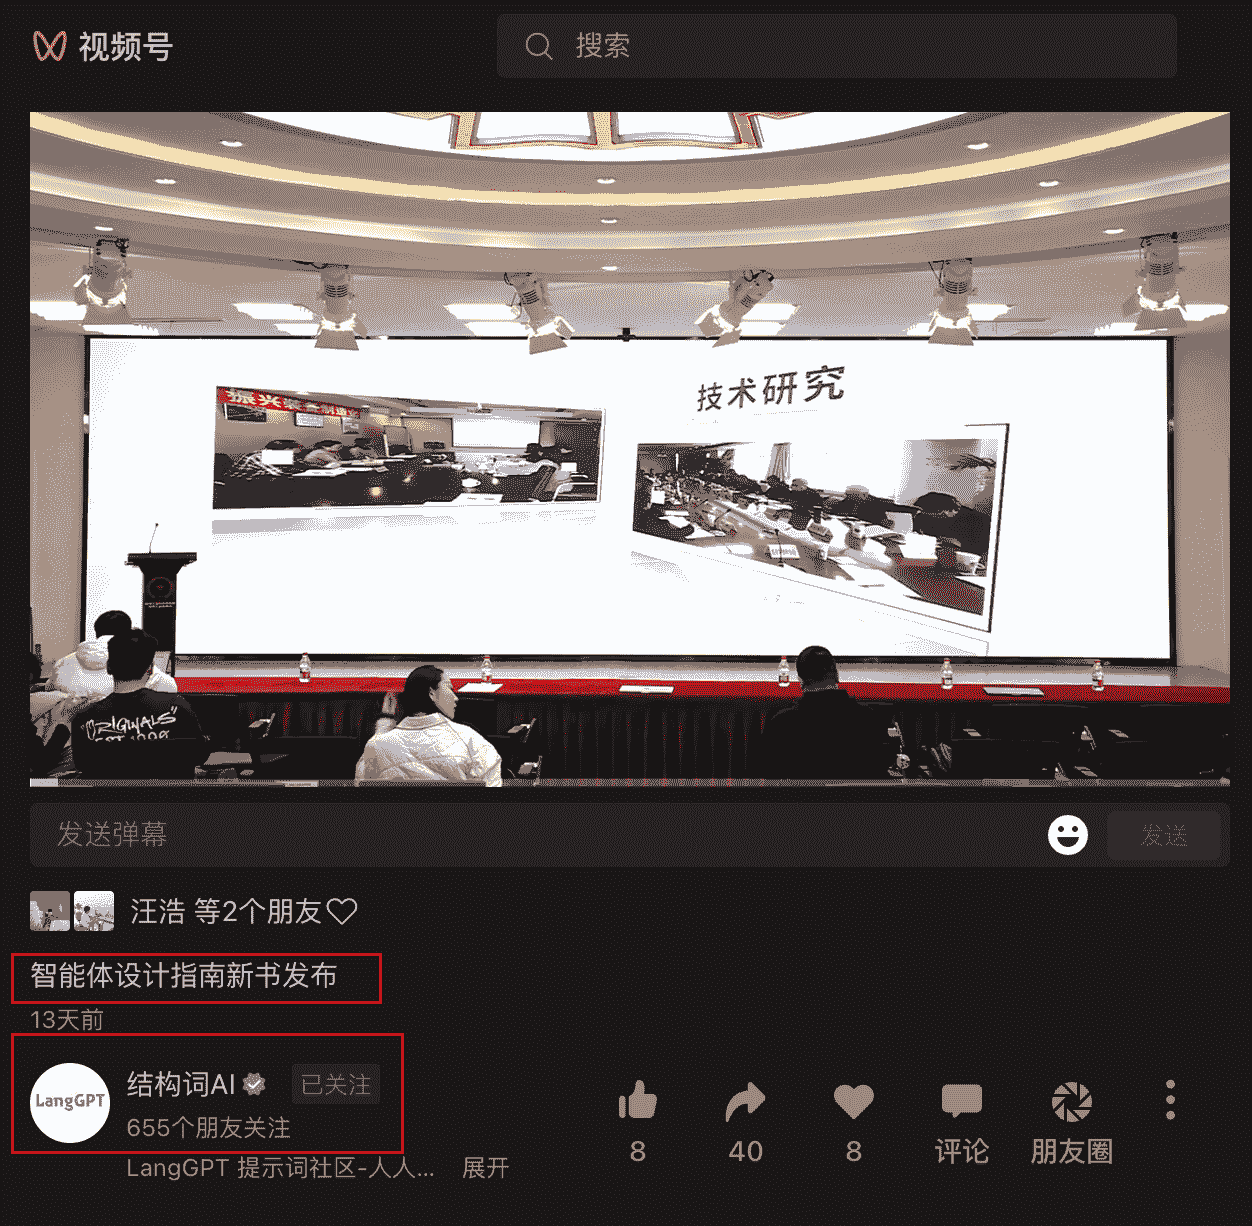 视频号
搜索
技术研究
振兴
"ORIGINALS"
发送弹幕
发送
汪浩 等2个朋友
智能体设计指南新书发布
13天前
LangGPT
结构词AI
已关注
655个朋友关注
LangGPT 提示词社区-人人...
展开
8
40
8
评论
朋友圈